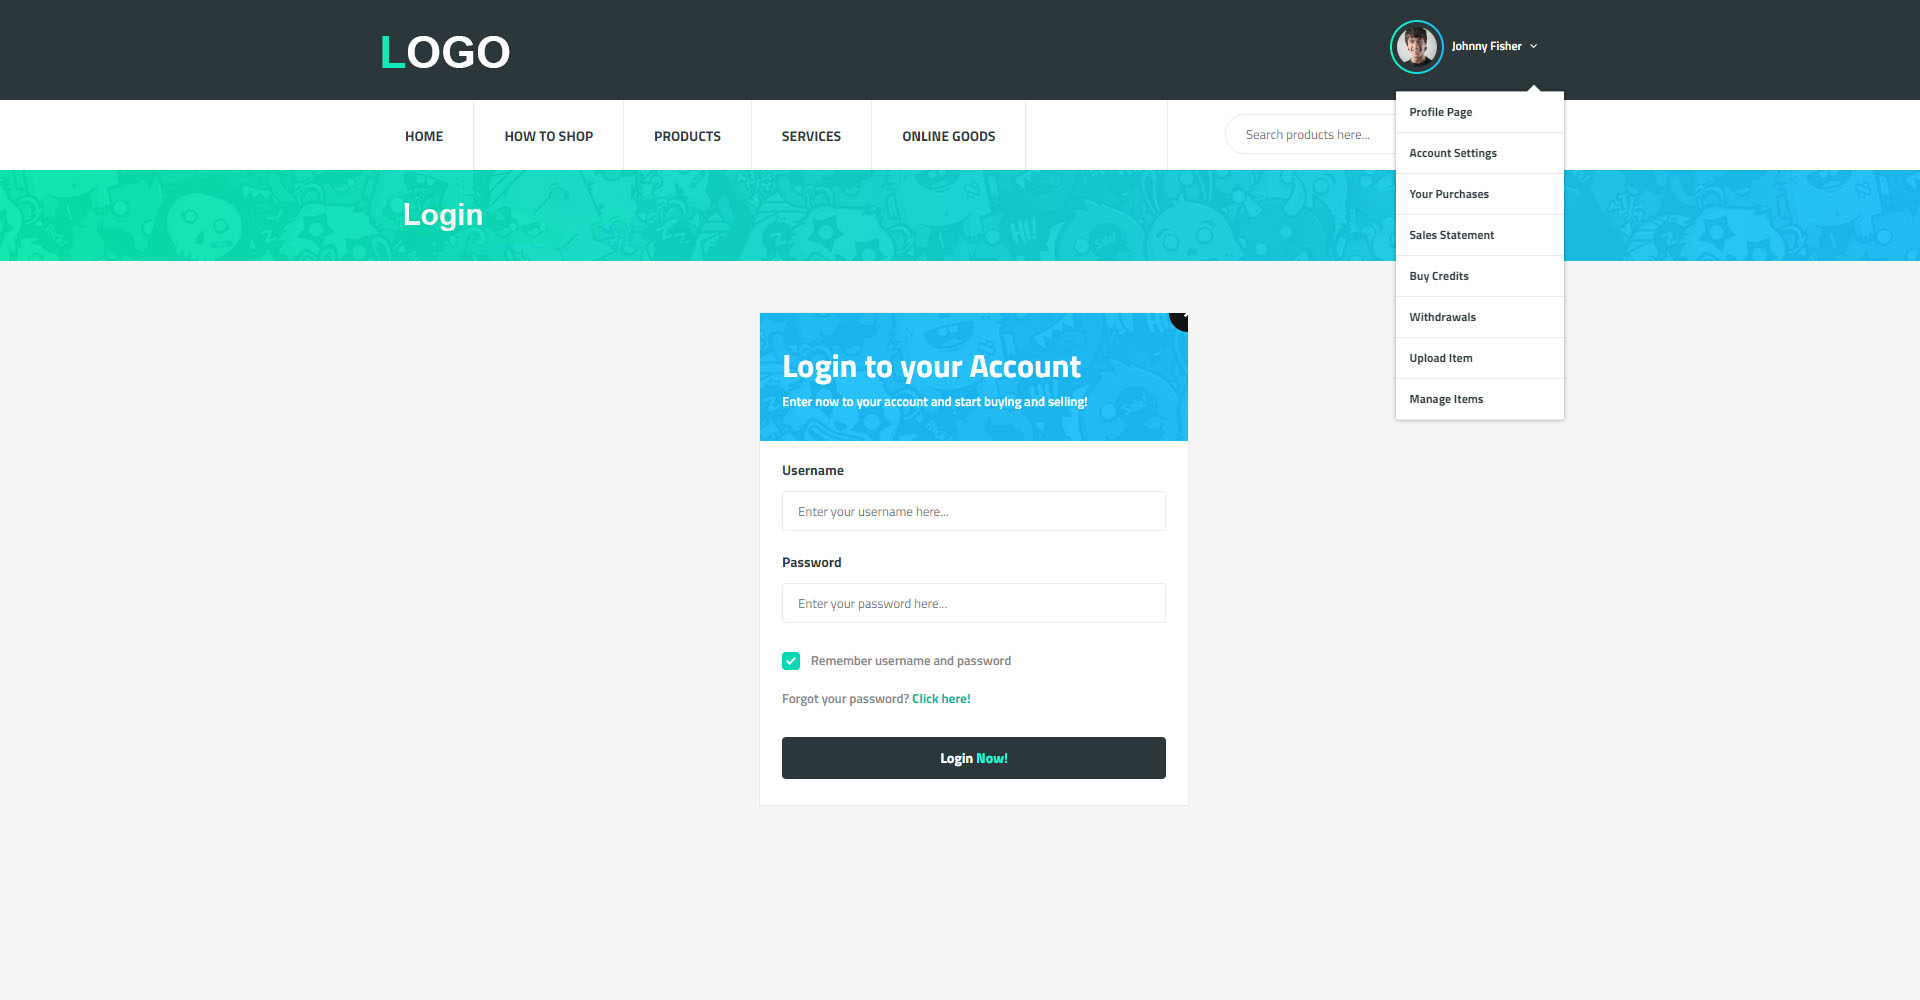 LOGO
Johnny Fisher
HOME
HOW TO SHOP
PRODUCTS
SERVICES
ONLINE GOODS
Search products here...
Profile Page
Account Settings
Your Purchases
Sales Statement
Buy Credits
Withdrawals
Upload Item
Manage Items
Login
Login to your Account
Enter now to your account and start buying and selling!
Username
Enter your username here...
Password
Enter your password here...
Remember username and password
Forgot your password? Click here!
Login Now!